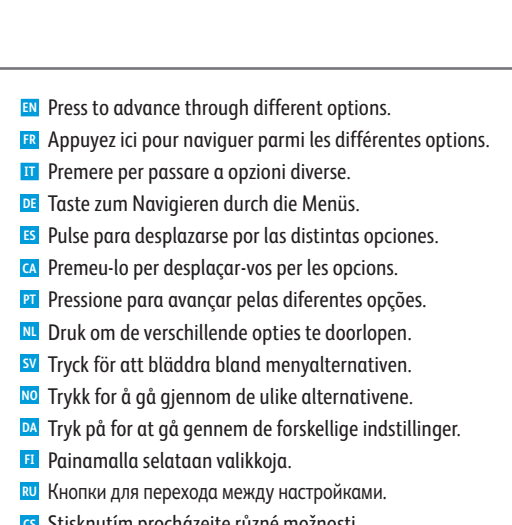 EN Press to advance through different options.
FR Appuyez ici pour naviguer parmi les différentes options.
IT Premere per passare a opzioni diverse.
DE Taste zum Navigieren durch die Menüs.
ES Pulse para desplazarse por las distintas opciones.
CA Premeu-lo per desplaçar-vos per les opcions.
PT Pressione para avançar pelas diferentes opções.
NL Druk om de verschillende opties te doorlopen.
SV Tryck för att bläddra bland menyalternativen.
NO Trykk for å gå gjennom de ulike alternativene.
DA Tryk på for at gå gennem de forskellige indstillinger.
FI Painamalla selataan valikkoja.
RU Кнопки для перехода между настройками.
CS Stisknutím procházejte různé možnosti.